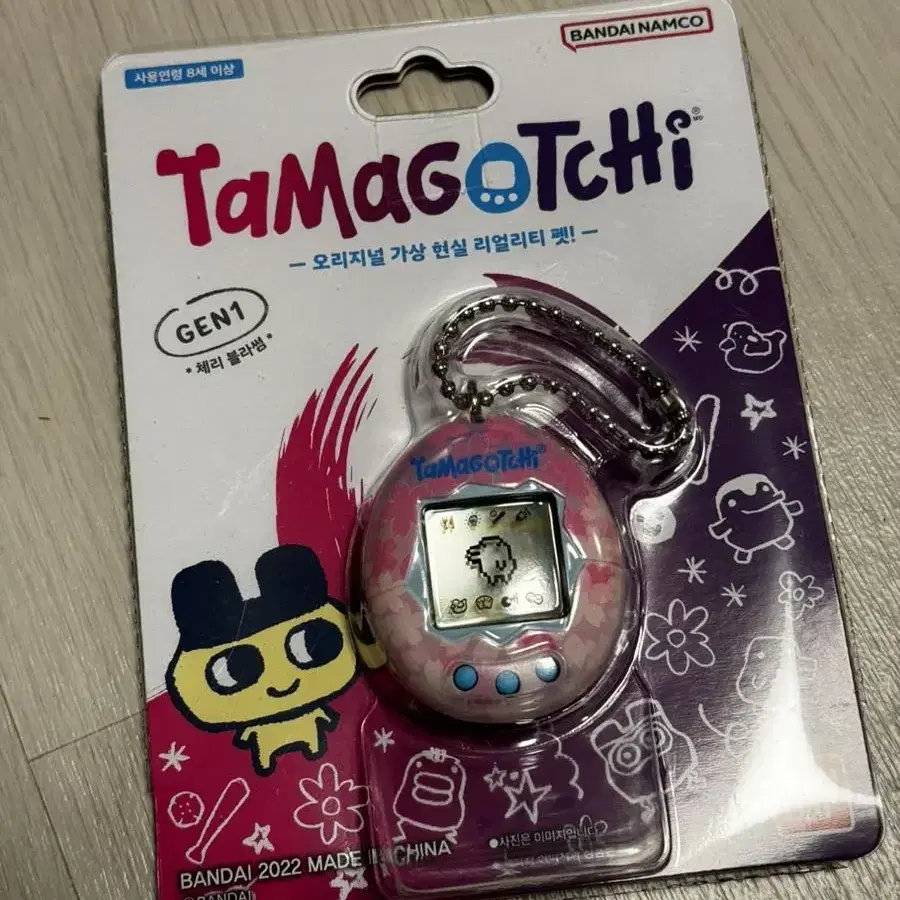 BANDAI NAMCO
사용연령 8세 이상
TaMaGoTcHi
— 오리지널 가상 현실 리얼리티 펫! —
GEN1
* 체리 블라썸 *
TaMaGoTcHi
●사진은 이미지입니다
BANDAI 2022 MADE IN CHINA
©BANDAI